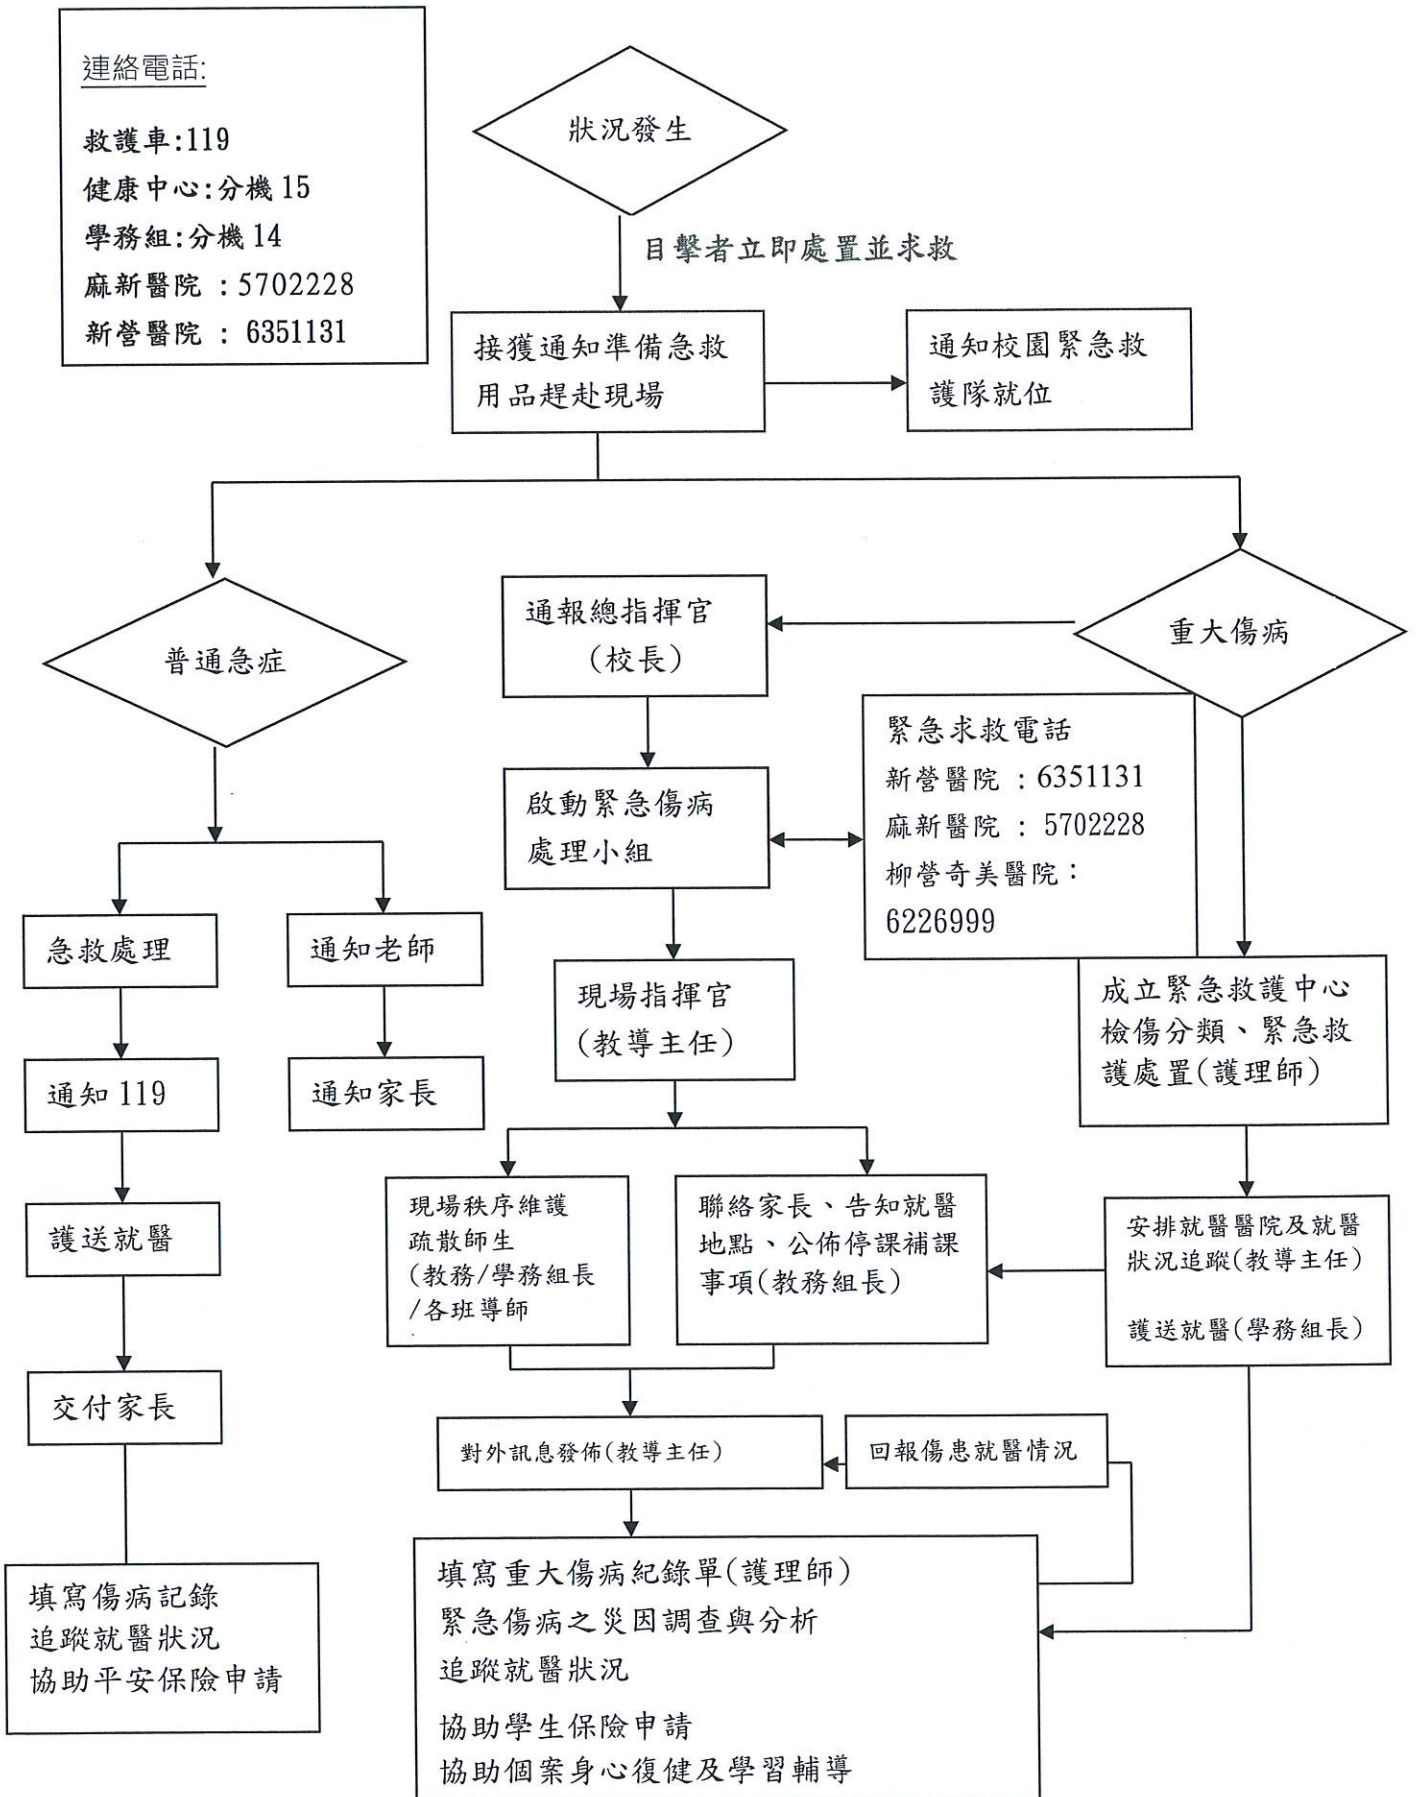 連絡電話:
救護車:119
健康中心:分機 15
學務組:分機 14
麻新醫院 : 5702228
新營醫院 : 6351131
狀況發生
目擊者立即處置並求救
接獲通知準備急救
用品趕赴現場
通知校園緊急救
護隊就位
普通急症
通報總指揮官
(校長)
重大傷病
啟動緊急傷病
處理小組
緊急求救電話
新營醫院 : 6351131
麻新醫院 : 5702228
柳營奇美醫院:
6226999
急救處理
通知老師
現場指揮官
(教導主任)
成立緊急救護中心
檢傷分類、緊急救
護處置(護理師)
通知 119
通知家長
護送就醫
現場秩序維護
疏散師生
(教務/學務組長
/各班導師
聯絡家長、告知就醫
地點、公佈停課補課
事項(教務組長)
安排就醫醫院及就醫
狀況追蹤(教導主任)
護送就醫(學務組長)
交付家長
對外訊息發佈(教導主任)
回報傷患就醫情況
填寫傷病記錄
追蹤就醫狀況
協助平安保險申請
填寫重大傷病紀錄單(護理師)
緊急傷病之災因調查與分析
追蹤就醫狀況
協助學生保險申請
協助個案身心復健及學習輔導